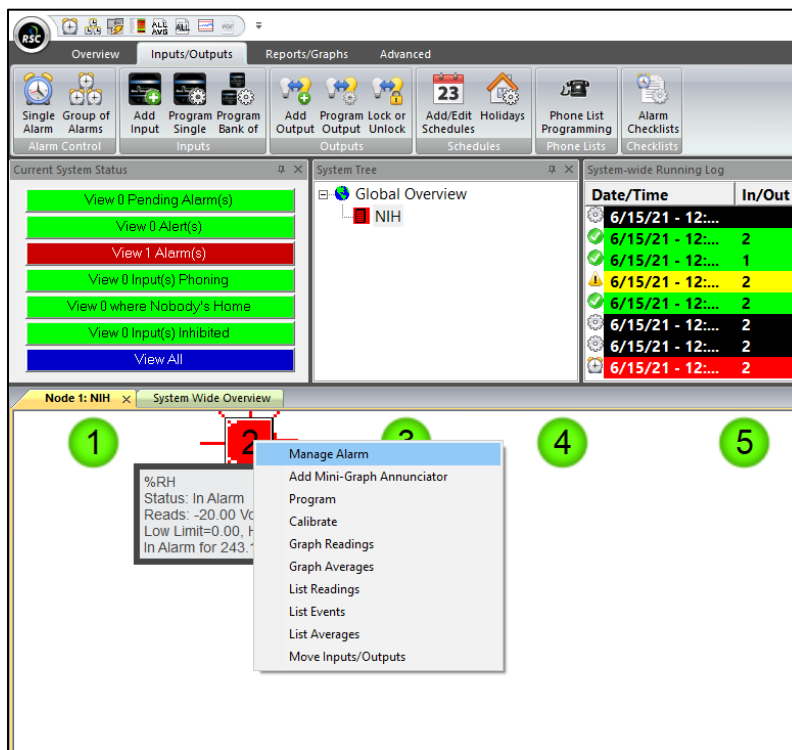 RSC
ALL AVG
ALL
PDF
Overview Inputs/Outputs Reports/Graphs Advanced
Single Alarm
Group of Alarms
Add Input
Program Single
Program Bank of
Add Output
Program Output
Lock or Unlock
23
Add/Edit Schedules
Holidays
Phone List Programming
Alarm Checklists
Alarm Control Inputs Outputs Schedules Phone Lists Checklists
Current System Status
View 0 Pending Alarm(s)
View 0 Alert(s)
View 1 Alarm(s)
View 0 Input(s) Phoning
View 0 where Nobody's Home
View 0 Input(s) Inhibited
View All
System Tree
Global Overview
NIH
System-wide Running Log
Date/Time In/Out
6/15/21 - 12:...
6/15/21 - 12:... 2
6/15/21 - 12:... 1
6/15/21 - 12:... 2
6/15/21 - 12:... 2
6/15/21 - 12:... 2
6/15/21 - 12:... 2
6/15/21 - 12:... 2
Node 1: NIH System Wide Overview
1 2 3 4 5
%RH
Status: In Alarm
Reads: -20.00 Vo
Low Limit=0.00, H
In Alarm for 243.1
Manage Alarm
Add Mini-Graph Annunciator
Program
Calibrate
Graph Readings
Graph Averages
List Readings
List Events
List Averages
Move Inputs/Outputs